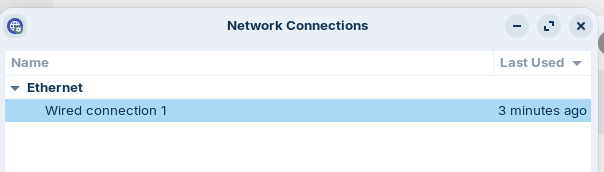 Network Connections
Name Last Used
Ethernet
Wired connection 1 3 minutes ago